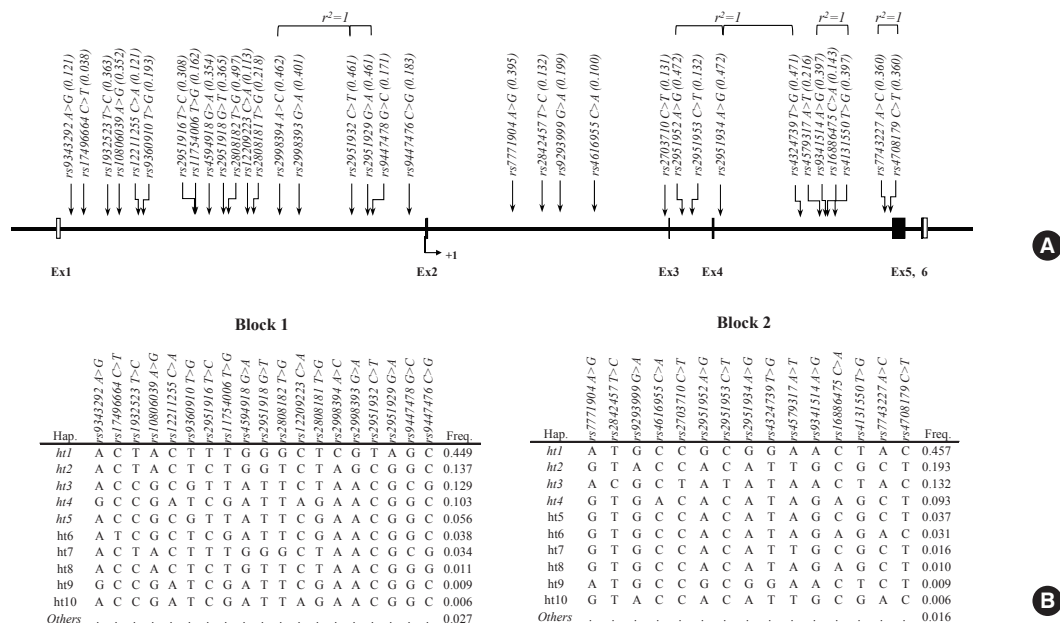 r²=1
r²=1
r²=1
r²=1
rs9343292 A>G (0.121)
rs17496664 C>T (0.038)
rs1932523 T>C (0.363)
rs10806039 A>G (0.352)
rs12211255 C>A (0.121)
rs9360910 T>G (0.193)
rs2951916 T>C (0.308)
rs11754006 T>G (0.162)
rs4594918 G>A (0.354)
rs2951918 G>T (0.365)
rs2808182 T>G (0.497)
rs12209223 C>A (0.113)
rs2808181 T>G (0.218)
rs2998394 A>C (0.462)
rs2998393 G>A (0.401)
rs2951932 C>T (0.461)
rs2951929 G>A (0.461)
rs9447478 G>C (0.171)
rs9447476 C>G (0.183)
rs7771904 A>G (0.395)
rs2842457 T>C (0.132)
rs9293999 G>A (0.199)
rs4616955 C>A (0.100)
rs2703710 C>T (0.131)
rs2951952 A>G (0.472)
rs2951953 C>T (0.132)
rs2951934 A>G (0.472)
rs4324739 T>G (0.471)
rs4579317 A>T (0.216)
rs9341514 A>G (0.397)
rs16886475 C>A (0.143)
rs4131550 T>G (0.397)
rs7743227 A>C (0.360)
rs4708179 C>T (0.360)
A
+1
Ex1 Ex2 Ex3 Ex4 Ex5, 6
Block 1
Hap. rs9343292 A>G rs17496664 C>T rs1932523 T>C rs10806039 A>G rs12211255 C>A rs9360910 T>G rs2951916 T>C rs11754006 T>G rs4594918 G>A rs2951918 G>T rs2808182 T>G rs12209223 C>A rs2808181 T>G rs2998394 A>C rs2998393 G>A rs2951932 C>T rs2951929 G>A rs9447478 G>C rs9447476 C>G Freq.
ht1 A C T A C T T T G G G C T C G T A G C 0.449
ht2 A C T A C T C T G G T C T A G C G G C 0.137
ht3 A C C G C G T T A T T C T A A C G C G 0.129
ht4 G C C G A T C G A T T A G A A C G G C 0.103
ht5 A C C G C G T T A T T C G A A C G G C 0.056
ht6 A T C G C T C G A T T C G A A C G G C 0.038
ht7 A C T A C T T T G G G C T A A C G G C 0.034
ht8 A C C A C T C T G T T C T A A C G G C 0.011
ht9 G C C G A T C G A T T C G A A C G G C 0.009
ht10 A C C G A T C G A T T A G A A C G G C 0.006
Others . . . . . . . . . . . . . . . . . . . 0.027
Block 2
Hap. rs7771904 A>G rs2842457 T>C rs9293999 G>A rs4616955 C>A rs2703710 C>T rs2951952 A>G rs2951953 C>T rs2951934 A>G rs4324739 T>G rs4579317 A>T rs9341514 A>G rs16886475 C>A rs4131550 T>G rs7743227 A>C rs4708179 C>T Freq.
ht1 A T G C C G C G G A A C T A C 0.457
ht2 G T A C C A C A T T G C G C T 0.193
ht3 A C G C T A T A T A A C T A C 0.132
ht4 G T G A C A C A T A G A G C T 0.093
ht5 G T G C C A C A T A G C G C T 0.037
ht6 G T G C C A C A T A G A G A C 0.031
ht7 G T G C C A C A T T G C G C T 0.016
ht8 G T G C C A C A T A G A G C T 0.010
ht9 A T G C C G C G G A A C T C T 0.009
ht10 G T A C C A C A T T G C G A C 0.006
Others . . . . . . . . . . . . . . . 0.016
B